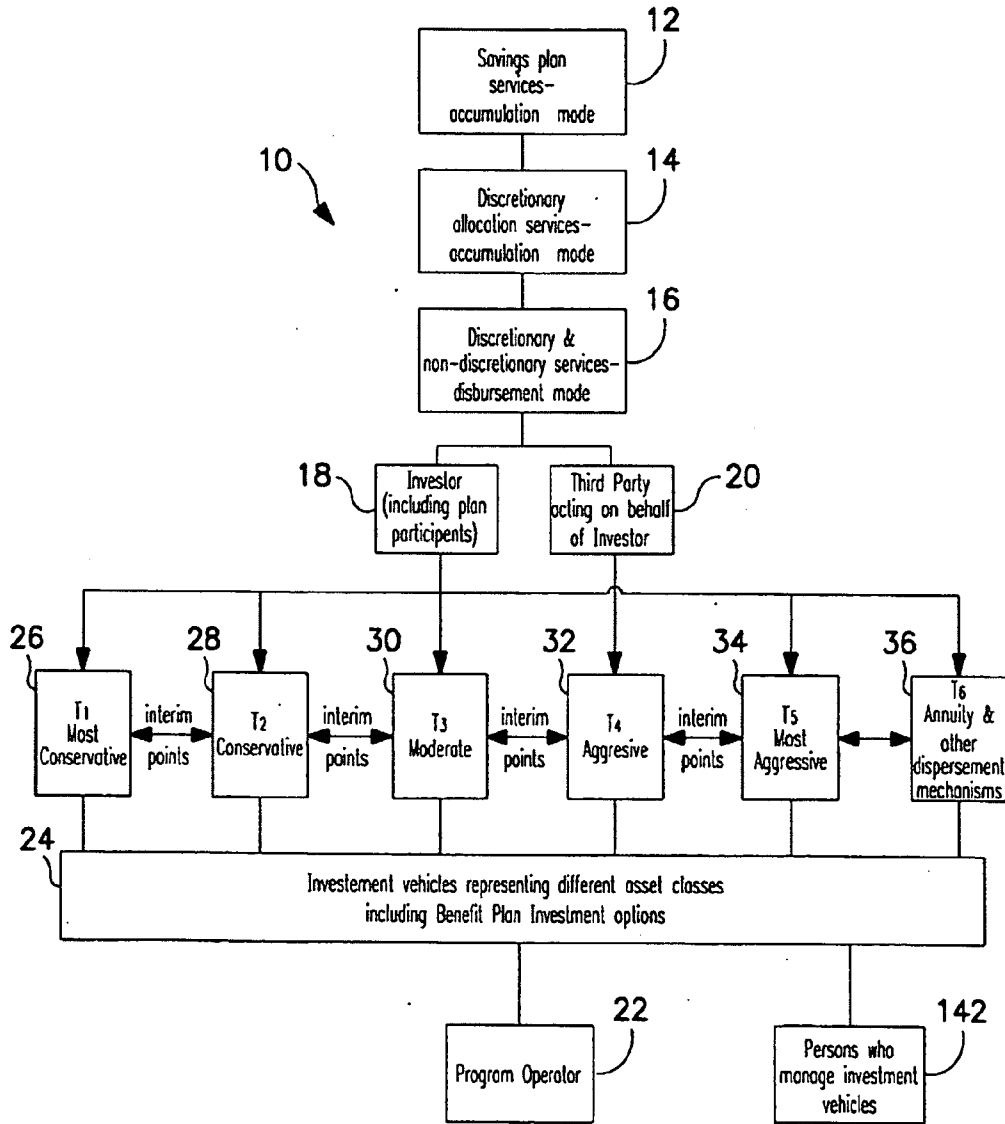 12
Savings plan
services-
accumulation mode
10
14
Discretionary
allocation services-
accumulation mode
16
Discretionary &
non-discretionary services-
disbursement mode
18
Investor
(including plan
participents)
20
Third Party
acting on behalf
of Investor
26
T1
Most
Conservative
interim
points
28
T2
Conservative
interim
points
30
T3
Moderate
interim
points
32
T4
Aggresive
interim
points
34
T5
Most
Aggressive
36
T6
Annuity &
other
dispersement
mechanisms
24
Investement vehicles representing different asset classes
including Benefit Plan Investment options
22
Program Operator
142
Persons who
manage investment
vehicles